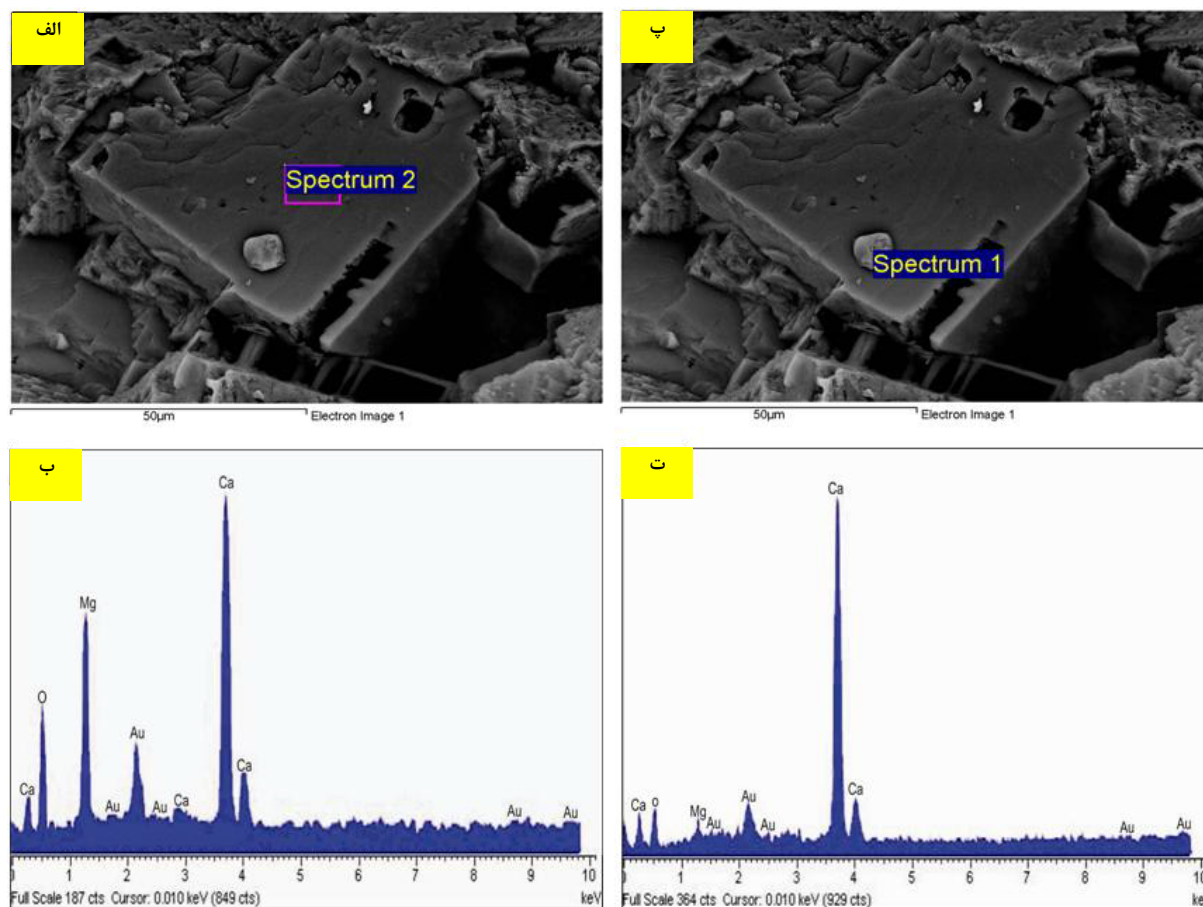 الف
Spectrum 2
50µm Electron Image 1
پ
Spectrum 1
50µm Electron Image 1
ب
Ca
Mg
O
Au
Ca
Ca
Au
Au
Ca
Au
Au
0 1 2 3 4 5 6 7 8 9 10
Full Scale 187 cts Cursor: 0.010 keV (849 cts) keV
ت
Ca
Ca
O
Mg
Au
Au
Au
Ca
Au
Au
0 1 2 3 4 5 6 7 8 9 10
Full Scale 364 cts Cursor: 0.010 keV (929 cts) keV